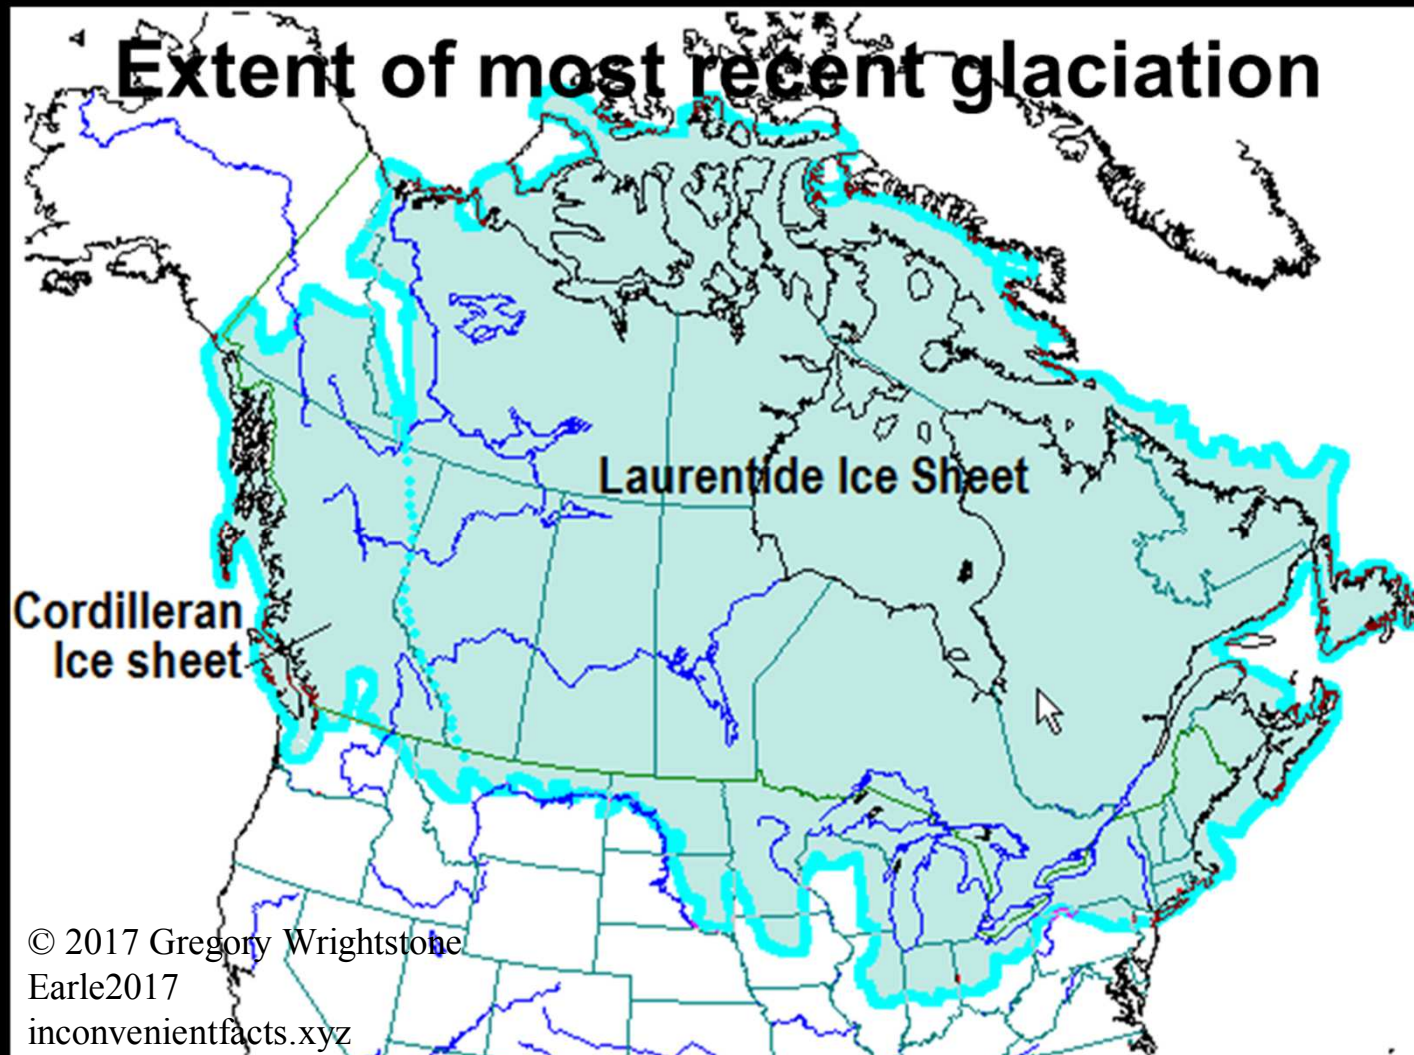 Extent of most recent glaciation
Laurentide Ice Sheet
Cordilleran
Ice sheet
© 2017 Gregory Wrightstone
Earle2017
inconvenientfacts.xyz